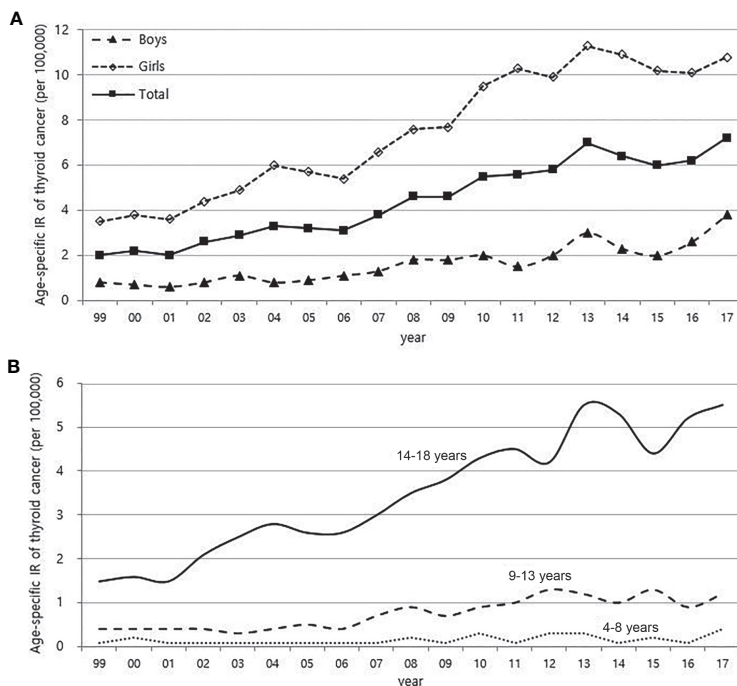 A
Age-specific IR of thyroid cancer (per 100,000)
12
10
8
6
4
2
0
Boys
Girls
Total
99 00 01 02 03 04 05 06 07 08 09 10 11 12 13 14 15 16 17
year
B
Age-specific IR of thyroid cancer (per 100,000)
6
5
4
3
2
1
0
14-18 years
9-13 years
4-8 years
99 00 01 02 03 04 05 06 07 08 09 10 11 12 13 14 15 16 17
year